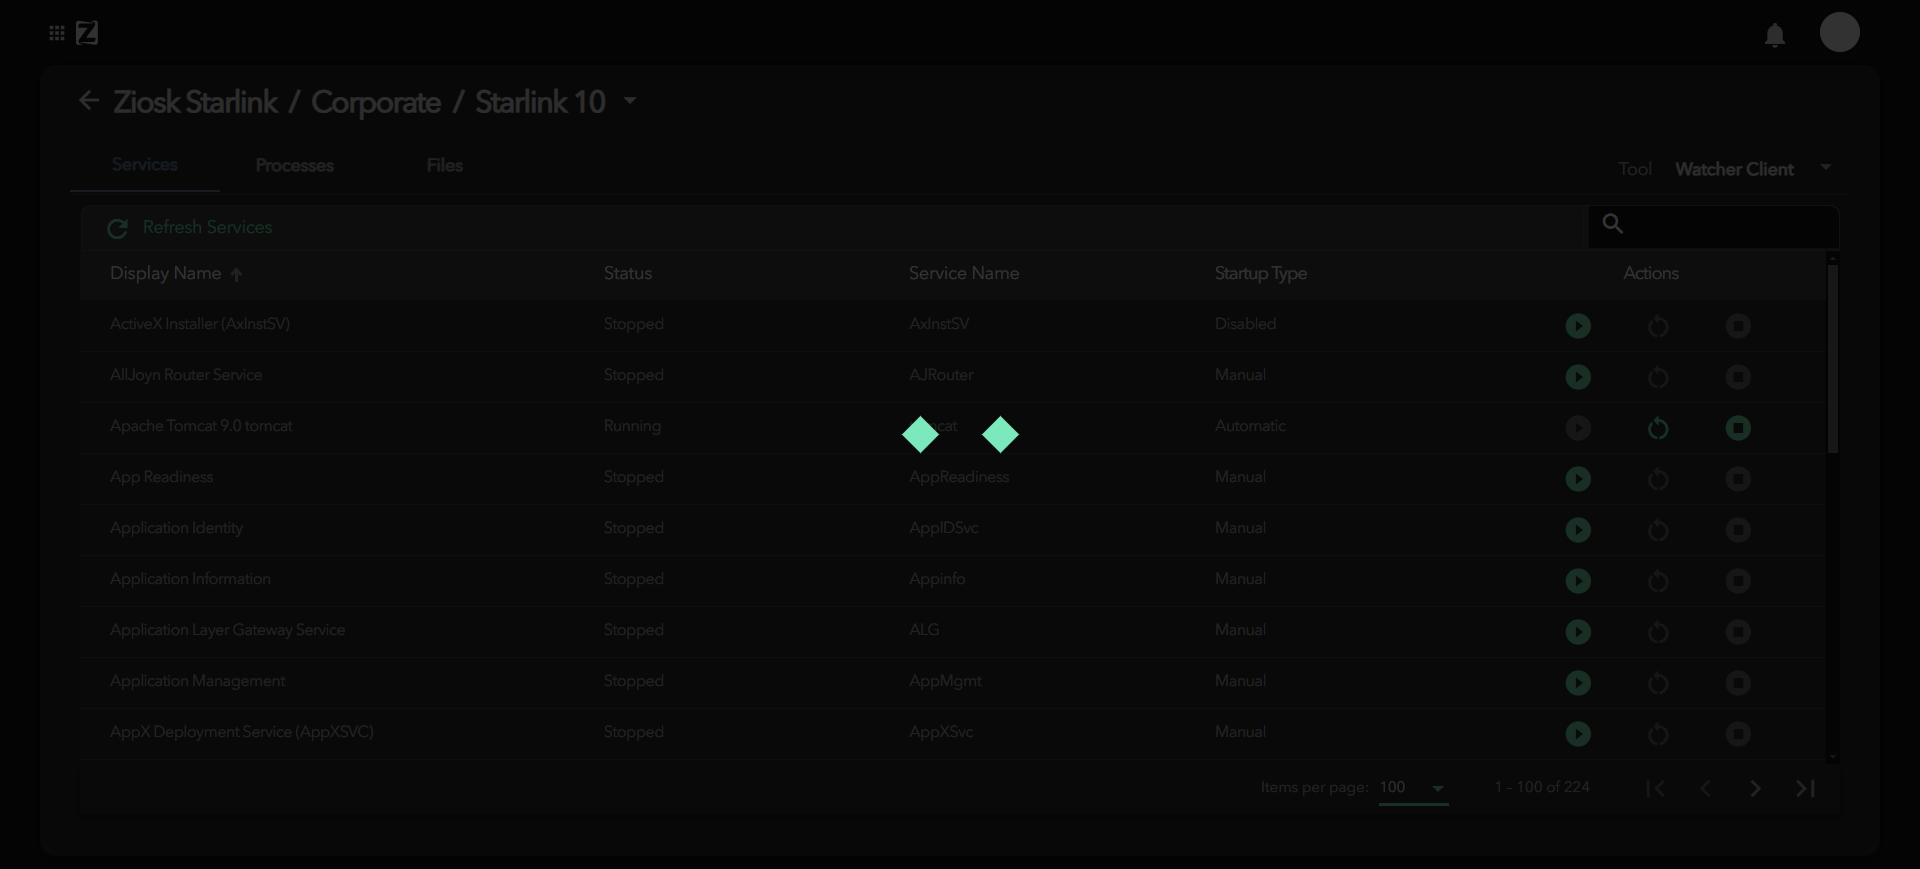 Z
Ziosk Starlink / Corporate / Starlink 10
Services Processes Files Tool Watcher Client
Refresh Services
Display Name Status Service Name Startup Type Actions
ActiveX Installer (AxInstSV) Stopped AxInstSV Disabled
AllJoyn Router Service Stopped AJRouter Manual
Apache Tomcat 9.0 tomcat Running Automatic
App Readiness Stopped AppReadiness Manual
Application Identity Stopped AppIDSvc Manual
Application Information Stopped Appinfo Manual
Application Layer Gateway Service Stopped ALG Manual
Application Management Stopped AppMgmt Manual
AppX Deployment Service (AppXSVC) Stopped AppXSvc Manual
Items per page: 100 1 - 100 of 224